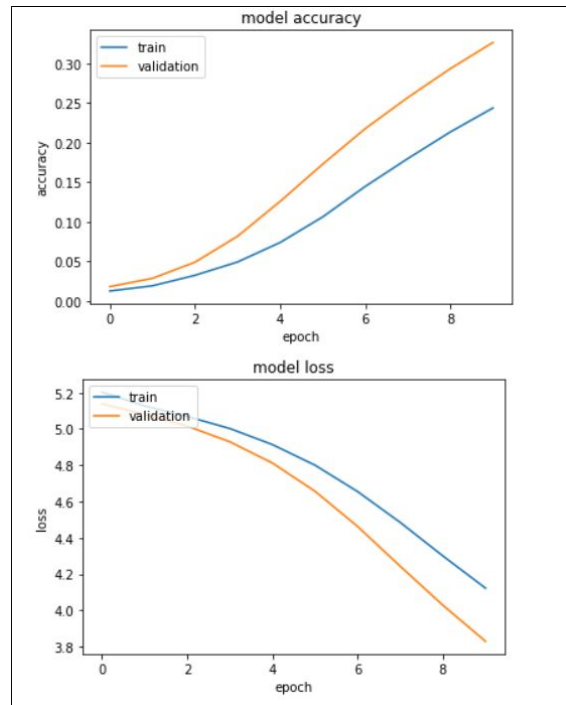 model accuracy
train
validation
0.30
0.25
0.20
0.15
0.10
0.05
0.00
accuracy
0 2 4 6 8
epoch
model loss
train
validation
5.2
5.0
4.8
4.6
4.4
4.2
4.0
3.8
loss
0 2 4 6 8
epoch